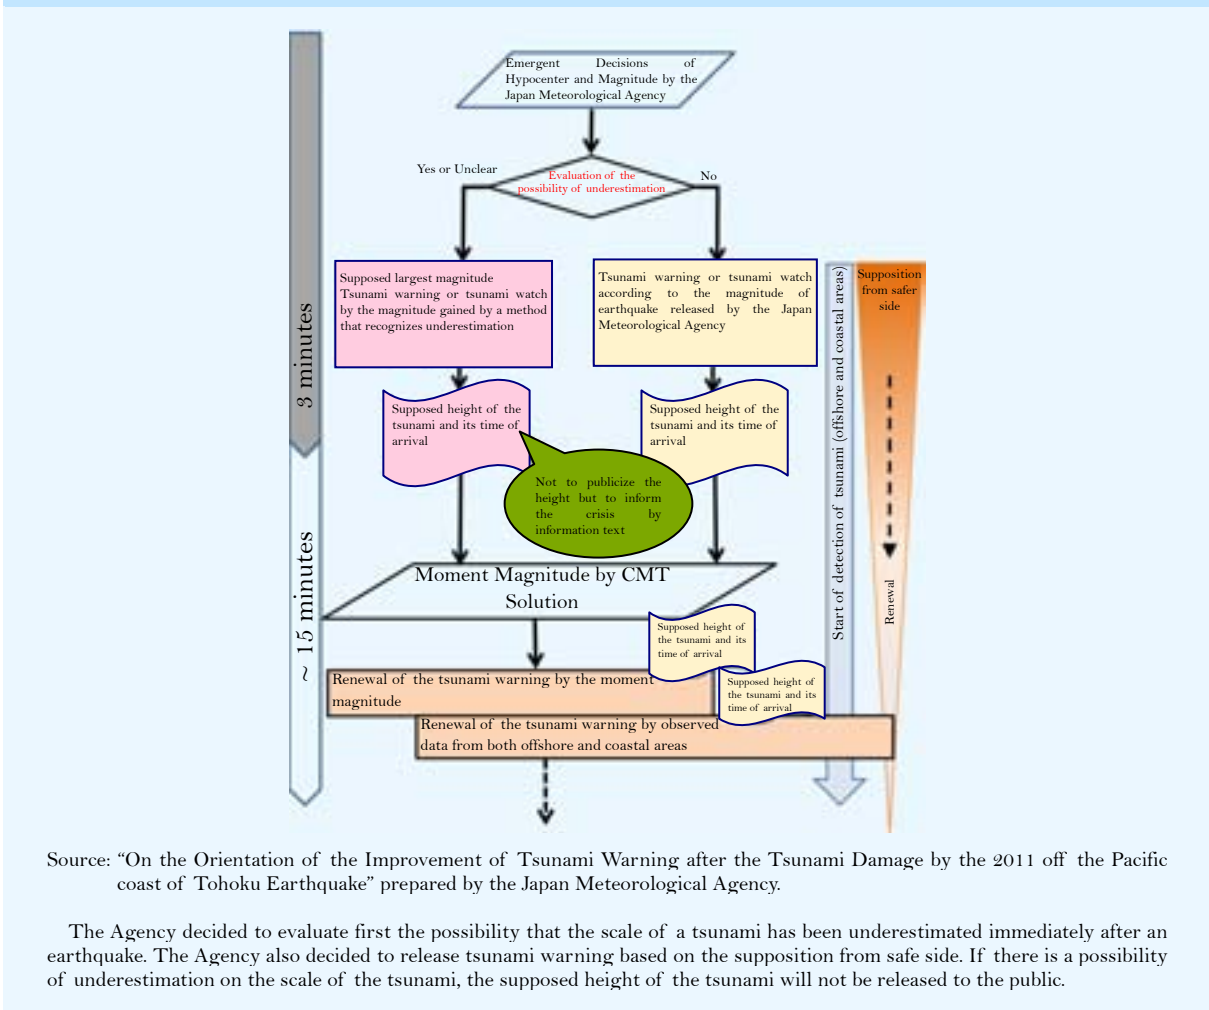 Emergent Decisions of
Hypocenter and Magnitude by the
Japan Meteorological Agency
Yes or Unclear
Evaluation of the
possibility of underestimation
No
Supposed largest magnitude
Tsunami warning or tsunami watch
by the magnitude gained by a method
that recognizes underestimation
Tsunami warning or tsunami watch
according to the magnitude of
earthquake released by the Japan
Meteorological Agency
Supposition
from safer
side
3 minutes
Start of detection of tsunami (offshore and coastal areas)
Supposed height of the
tsunami and its time of
arrival
Supposed height of the
tsunami and its time of
arrival
Not to publicize the
height but to inform
the crisis by
information text
~ 15 minutes
Moment Magnitude by CMT
Solution
Renewal
Supposed height of
the tsunami and its
time of arrival
Renewal of the tsunami warning by the moment
magnitude
Supposed height of
the tsunami and its
time of arrival
Renewal of the tsunami warning by observed
data from both offshore and coastal areas
Source: “On the Orientation of the Improvement of Tsunami Warning after the Tsunami Damage by the 2011 off the Pacific
coast of Tohoku Earthquake” prepared by the Japan Meteorological Agency.
The Agency decided to evaluate first the possibility that the scale of a tsunami has been underestimated immediately after an
earthquake. The Agency also decided to release tsunami warning based on the supposition from safe side. If there is a possibility
of underestimation on the scale of the tsunami, the supposed height of the tsunami will not be released to the public.